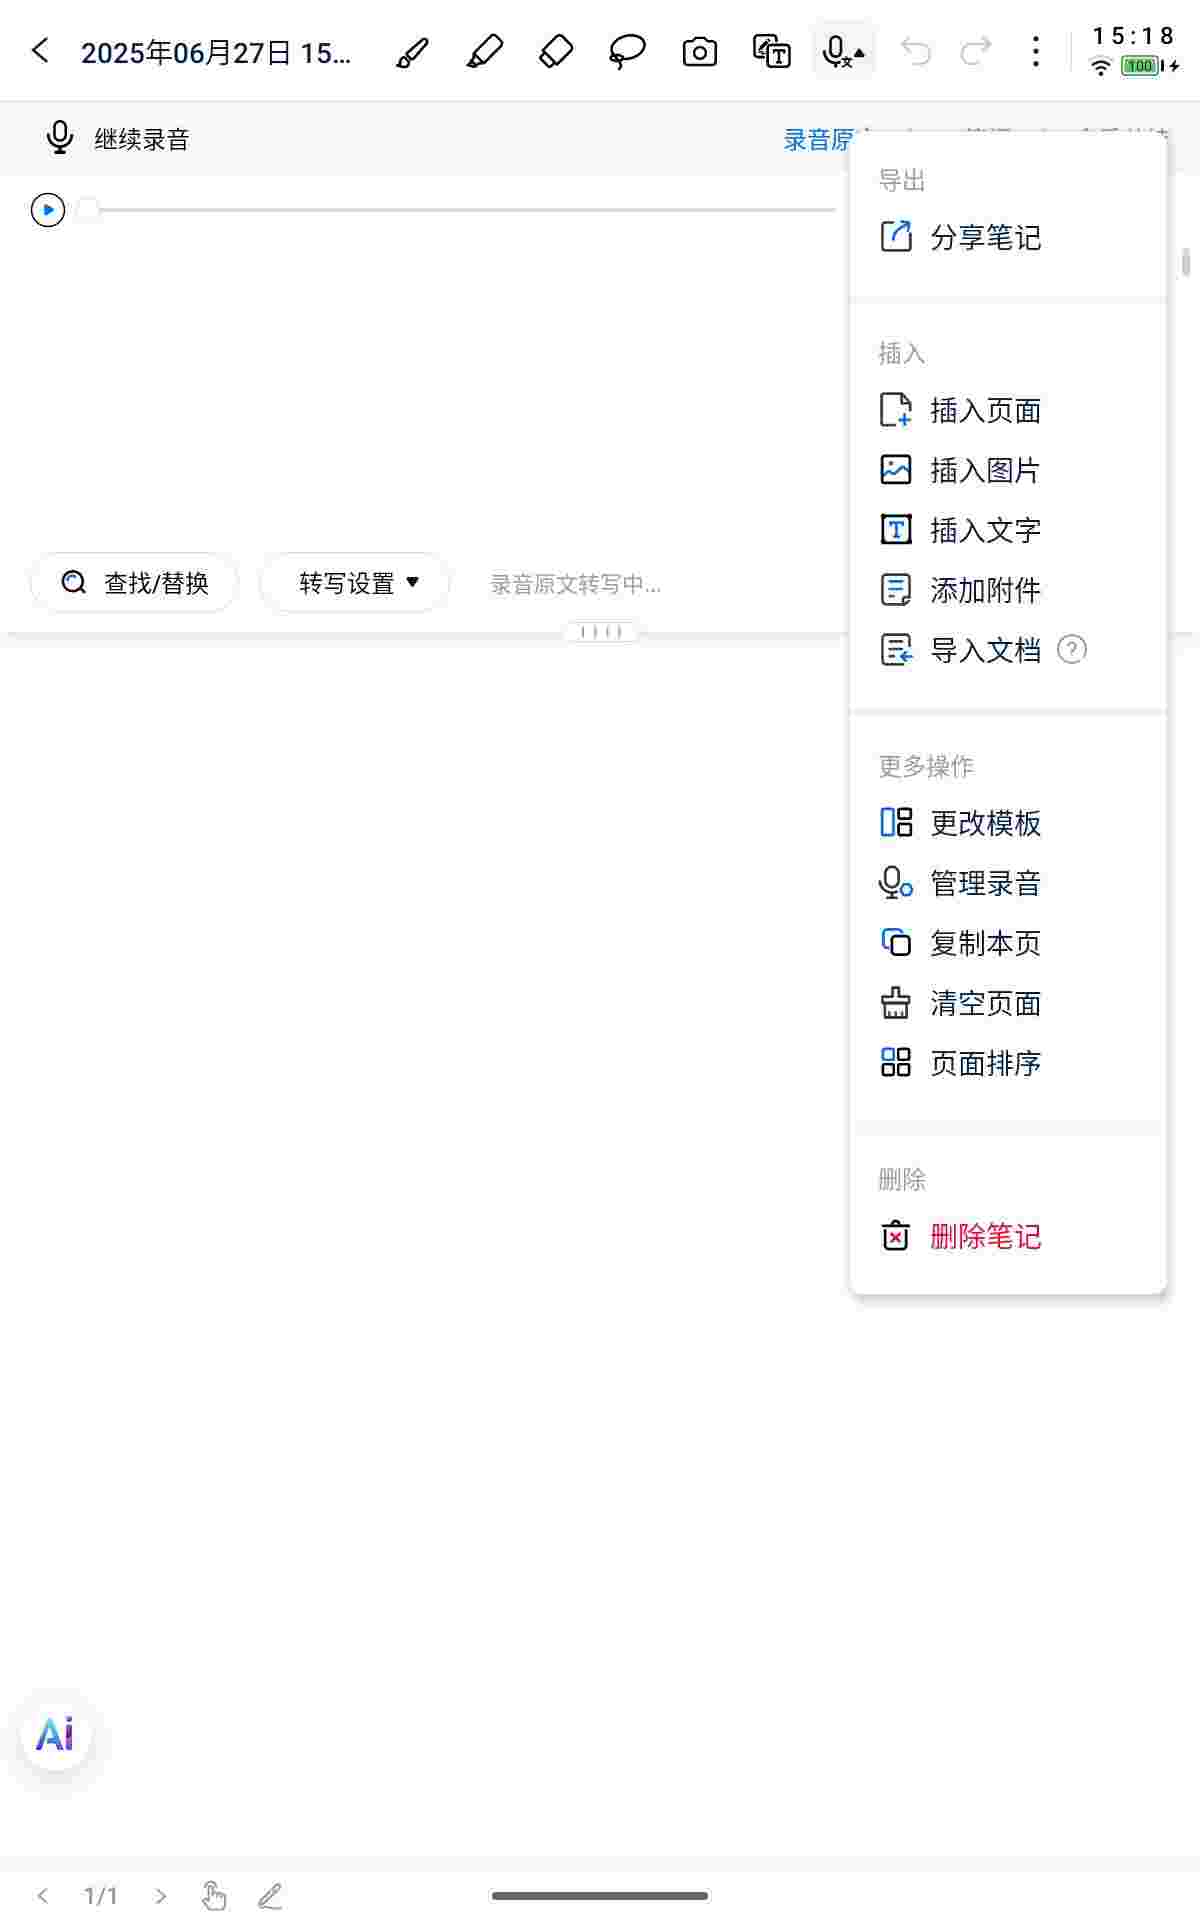 2025年06月27日 15...
15:18
100
继续录音
录音原
导出
分享笔记
插入
插入页面
插入图片
插入文字
查找/替换
转写设置
录音原文转写中...
添加附件
导入文档
更多操作
更改模板
管理录音
复制本页
清空页面
页面排序
删除
删除笔记
Ai
1/1